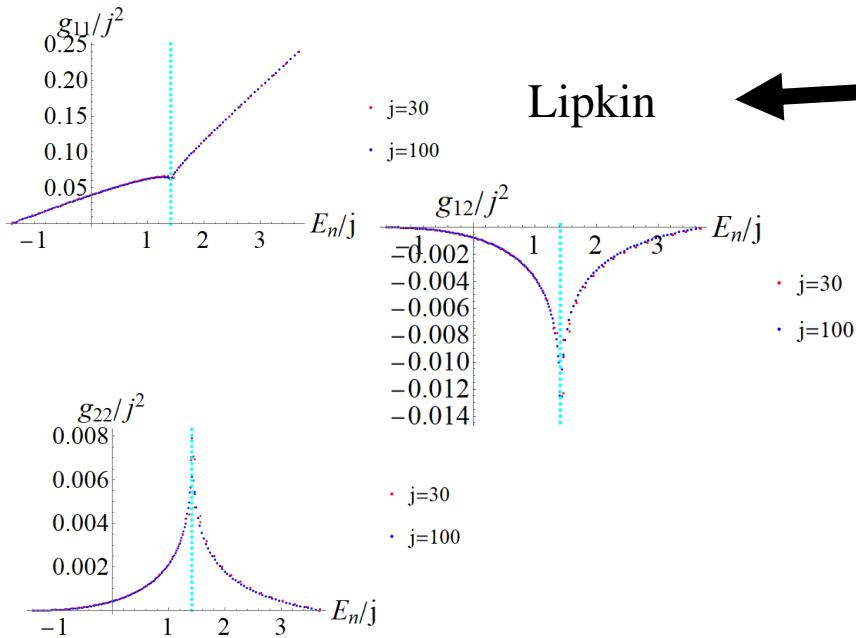 g₁₁/j²
0.25
0.20
0.15
0.10
0.05
−1 1 2 3
Eₙ/j
j=30
j=100
Lipkin
g₁₂/j²
−1 1 2 3
Eₙ/j
−0.002
−0.004
−0.006
−0.008
−0.010
−0.012
−0.014
j=30
j=100
g₂₂/j²
0.008
0.006
0.004
0.002
−1 1 2 3
Eₙ/j
j=30
j=100